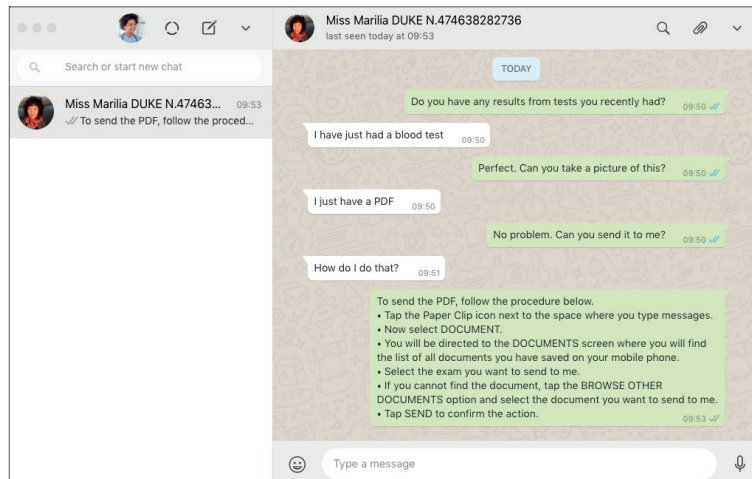 Miss Marilia DUKE N.474638282736
last seen today at 09:53
Search or start new chat
Miss Marilia DUKE N.47463... 09:53
To send the PDF, follow the proced...
TODAY
Do you have any results from tests you recently had? 09:50
I have just had a blood test 09:50
Perfect. Can you take a picture of this? 09:50
I just have a PDF 09:50
No problem. Can you send it to me? 09:50
How do I do that? 09:51
To send the PDF, follow the procedure below.
• Tap the Paper Clip icon next to the space where you type messages.
• Now select DOCUMENT.
• You will be directed to the DOCUMENTS screen where you will find
the list of all documents you have saved on your mobile phone.
• Select the exam you want to send to me.
• If you cannot find the document, tap the BROWSE OTHER
DOCUMENTS option and select the document you want to send to me.
• Tap SEND to confirm the action.
09:53
Type a message